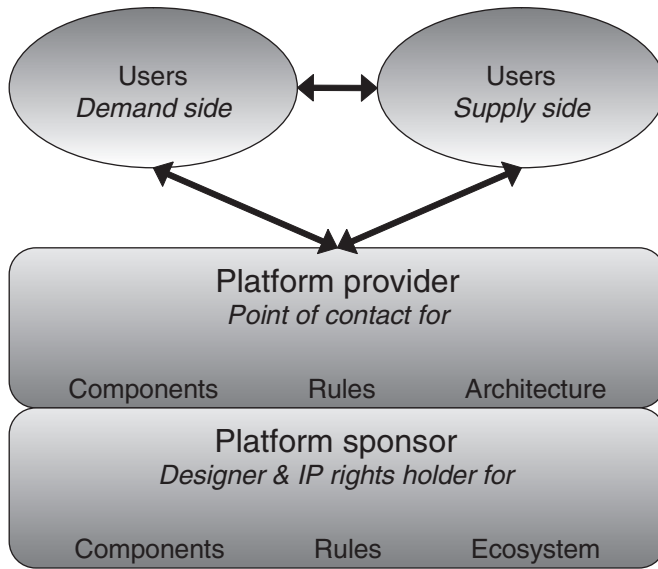 Users
Demand side
Users
Supply side
Platform provider
Point of contact for
Components Rules Architecture
Platform sponsor
Designer & IP rights holder for
Components Rules Ecosystem